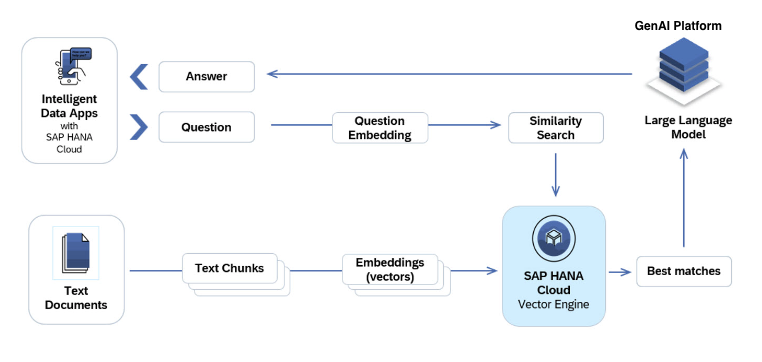 GenAI Platform
Answer
Intelligent
Data Apps
with
SAP HANA
Cloud
Question
Question
Embedding
Similarity
Search
Large Language
Model
Text
Documents
Text Chunks
Embeddings
(vectors)
SAP HANA
Cloud
Vector Engine
Best matches